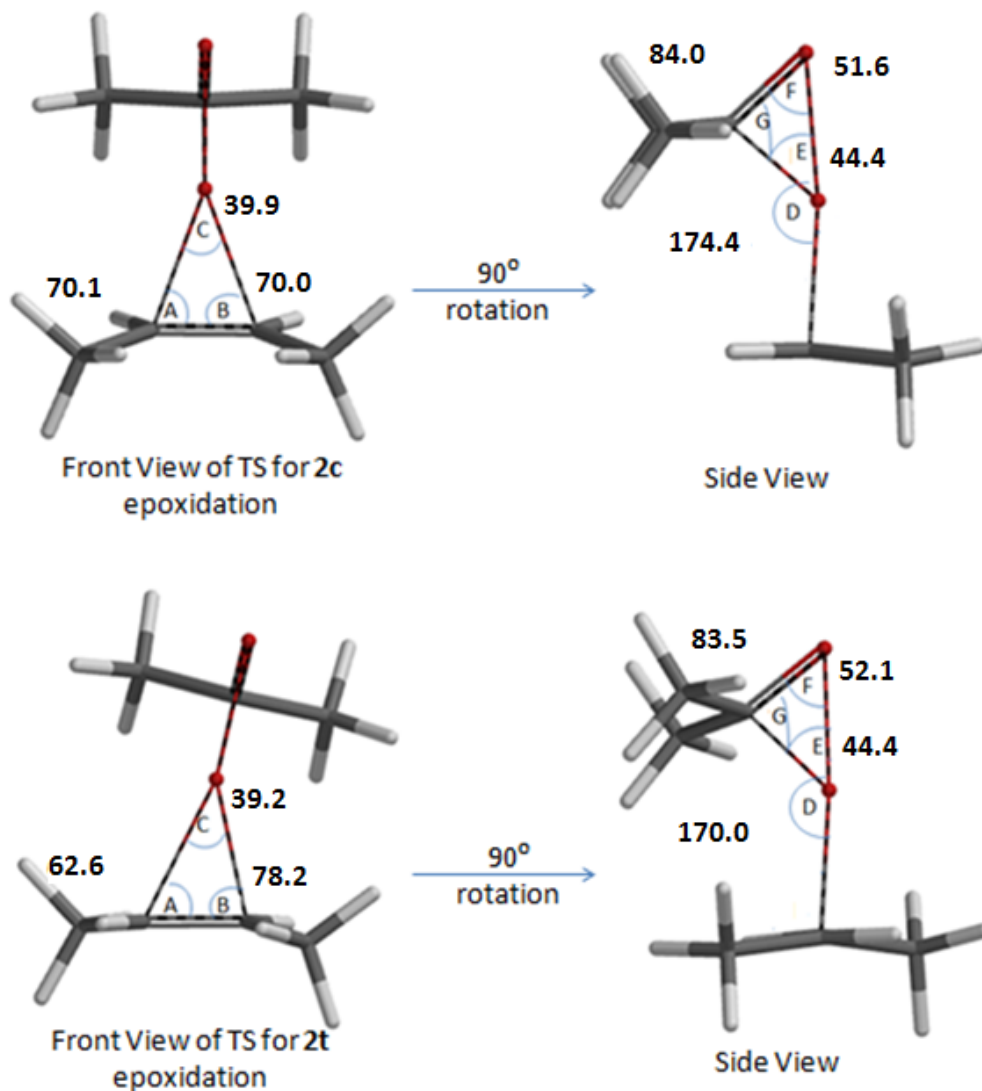 84.0
51.6
F
G
E
44.4
39.9
C
D
174.4
70.1
70.0
A
B
90°
rotation
Front View of TS for 2c
epoxidation
Side View
83.5
52.1
F
G
E
44.4
39.2
C
D
170.0
62.6
78.2
A
B
90°
rotation
Front View of TS for 2t
epoxidation
Side View